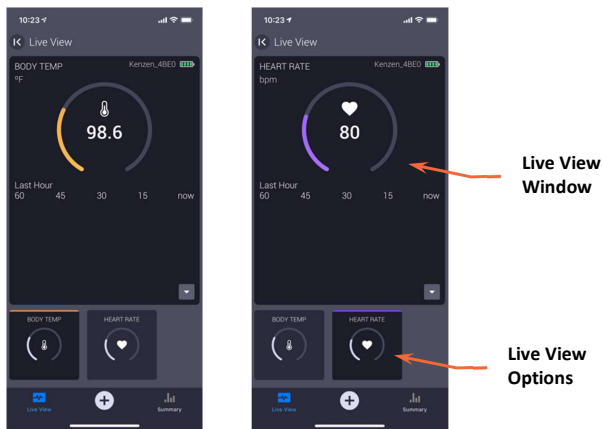 10:23
Live View
BODY TEMP
Kenzen_4BE0
ºF
98.6
Last Hour
60 45 30 15 now
BODY TEMP
HEART RATE
Live View
Summary
10:23
Live View
HEART RATE
Kenzen_4BE0
bpm
80
Last Hour
60 45 30 15 now
BODY TEMP
HEART RATE
Live View
Summary
Live View
Window
Live View
Options